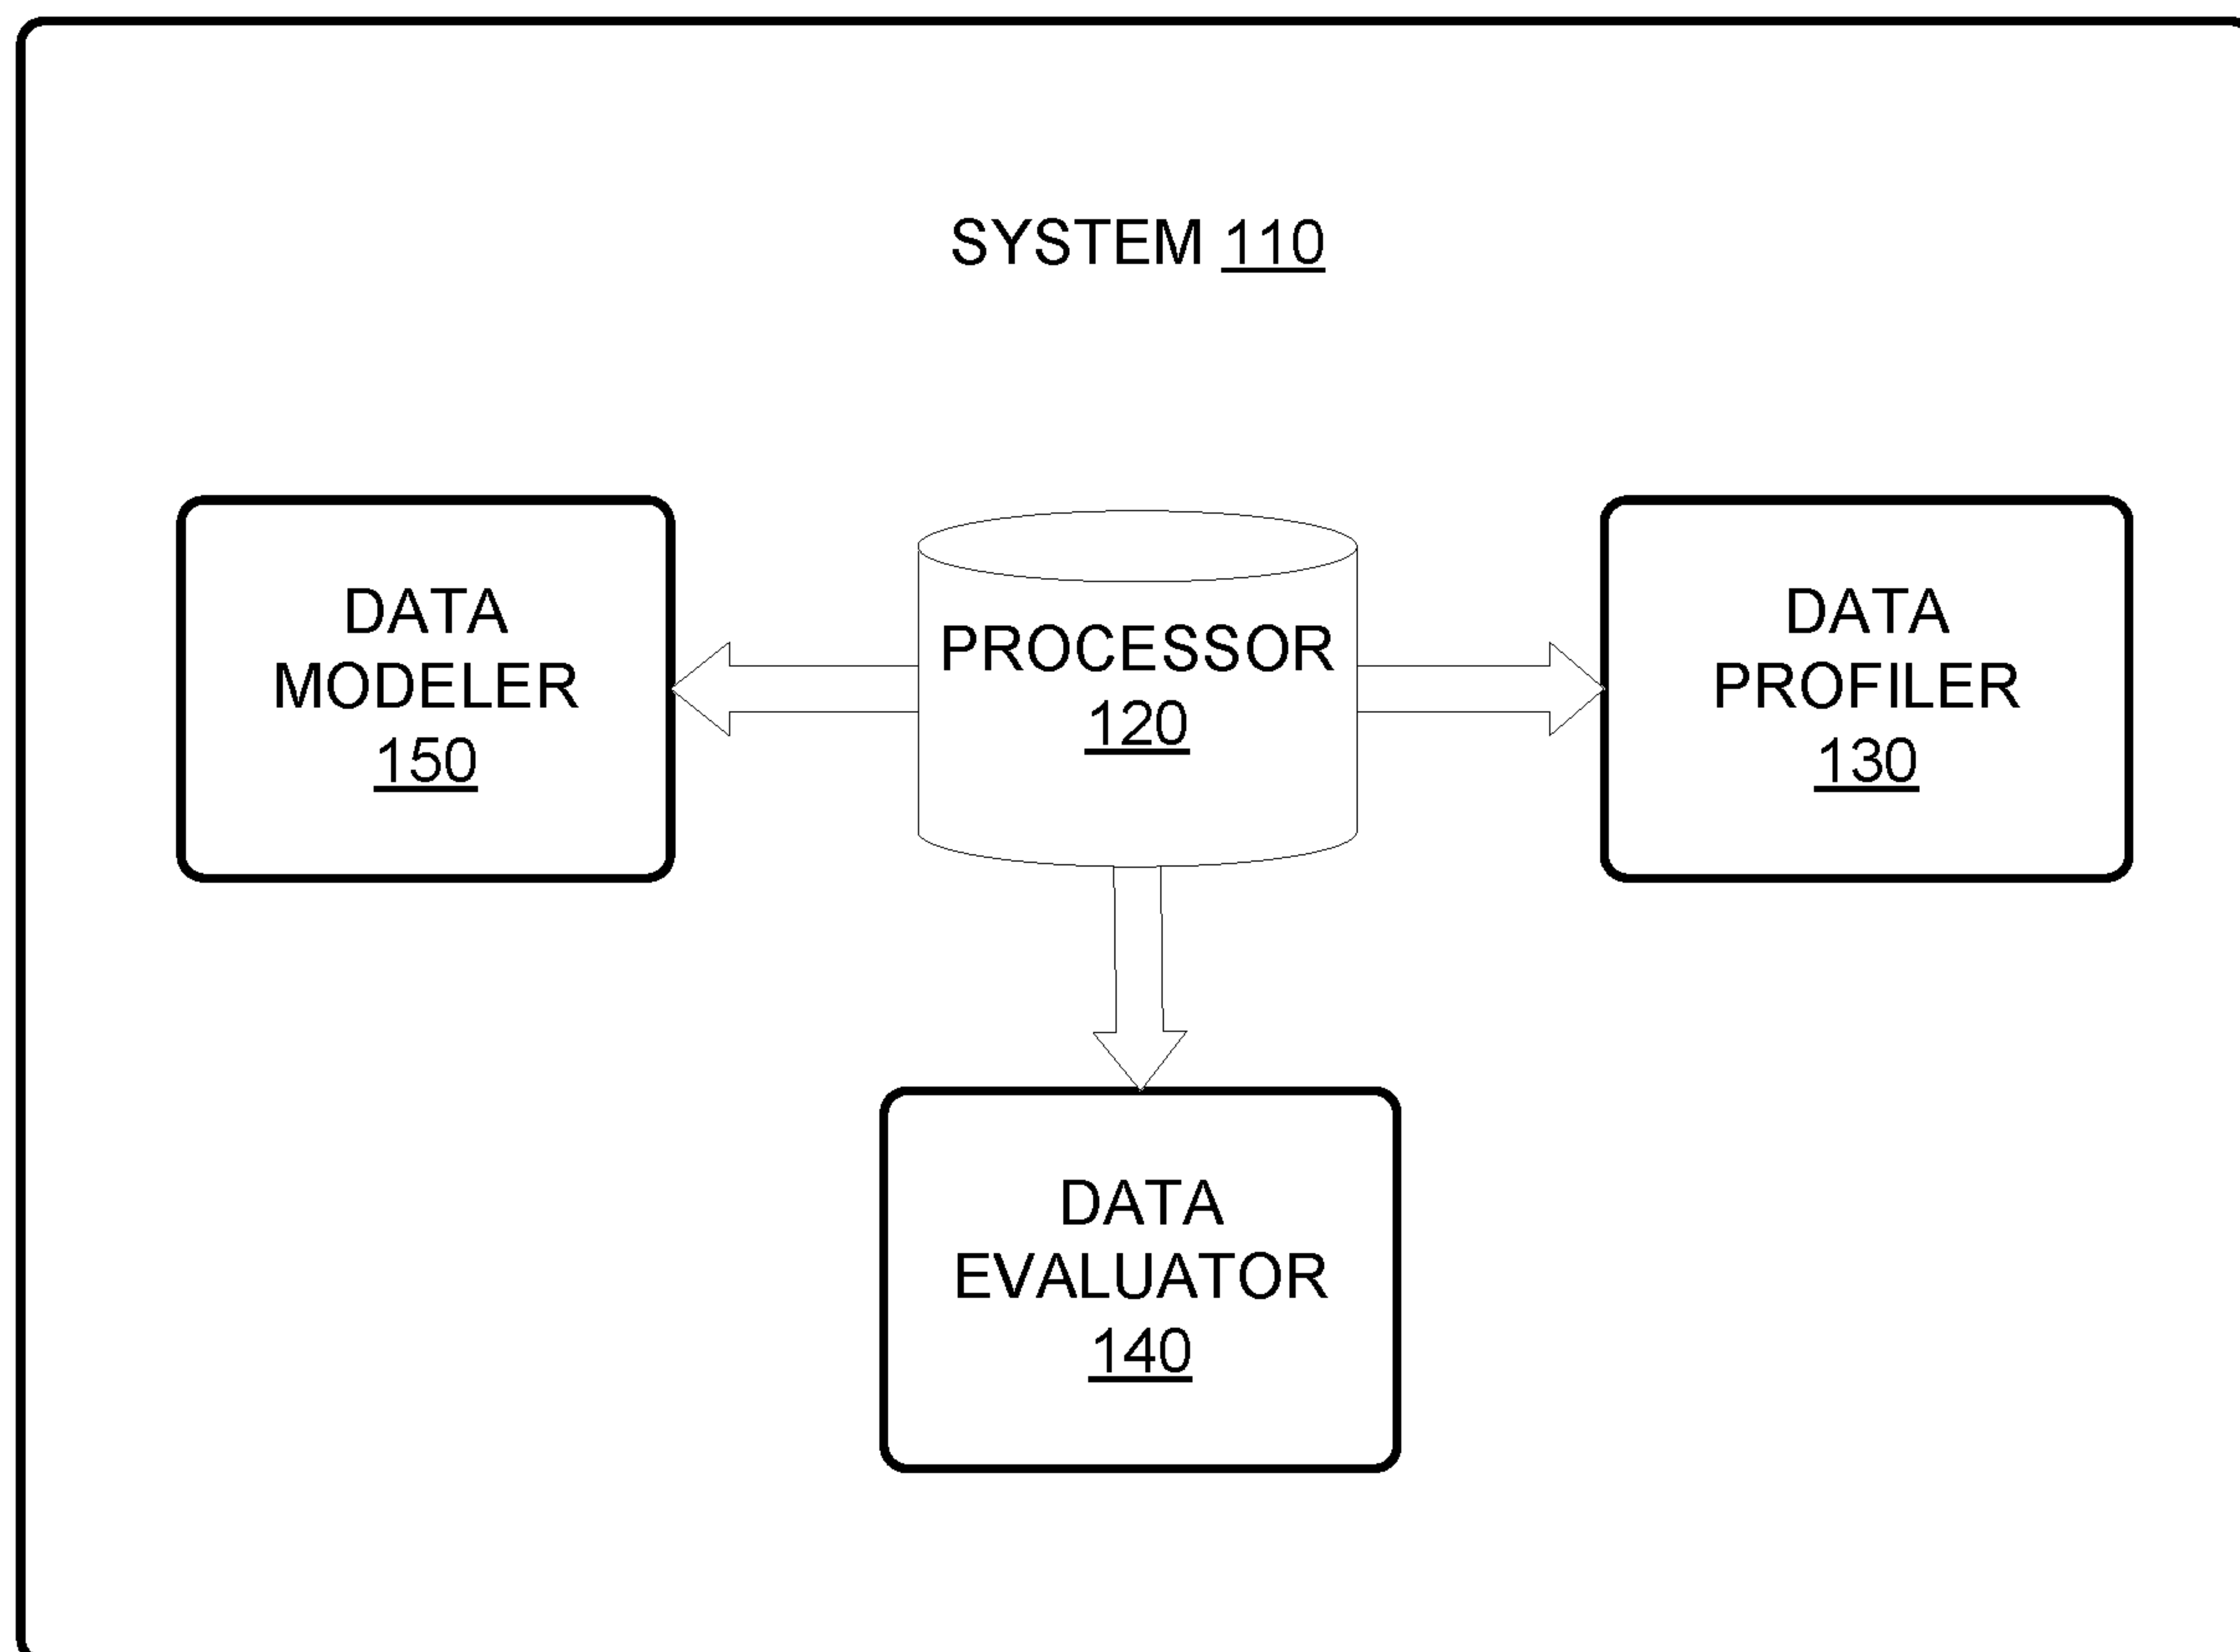 SYSTEM 110
DATA
MODELER
150
PROCESSOR
120
DATA
PROFILER
130
DATA
EVALUATOR
140